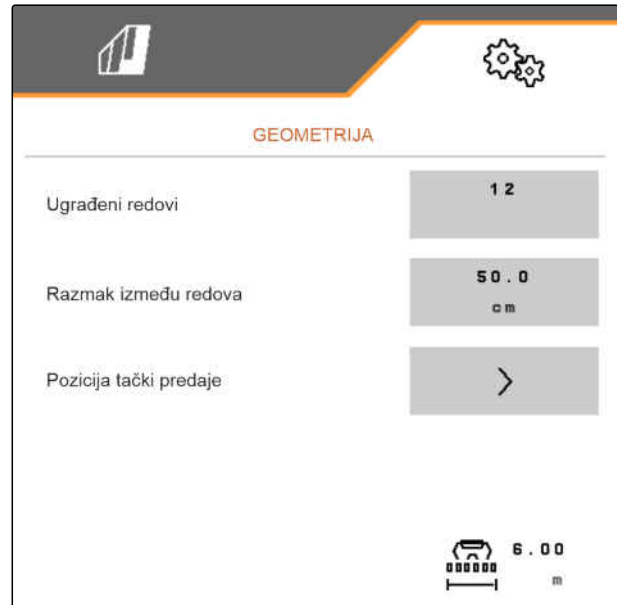 GEOMETRIJA
Ugrađeni redovi
12
Razmak između redova
50.0
cm
Pozicija tački predaje
6.00
m